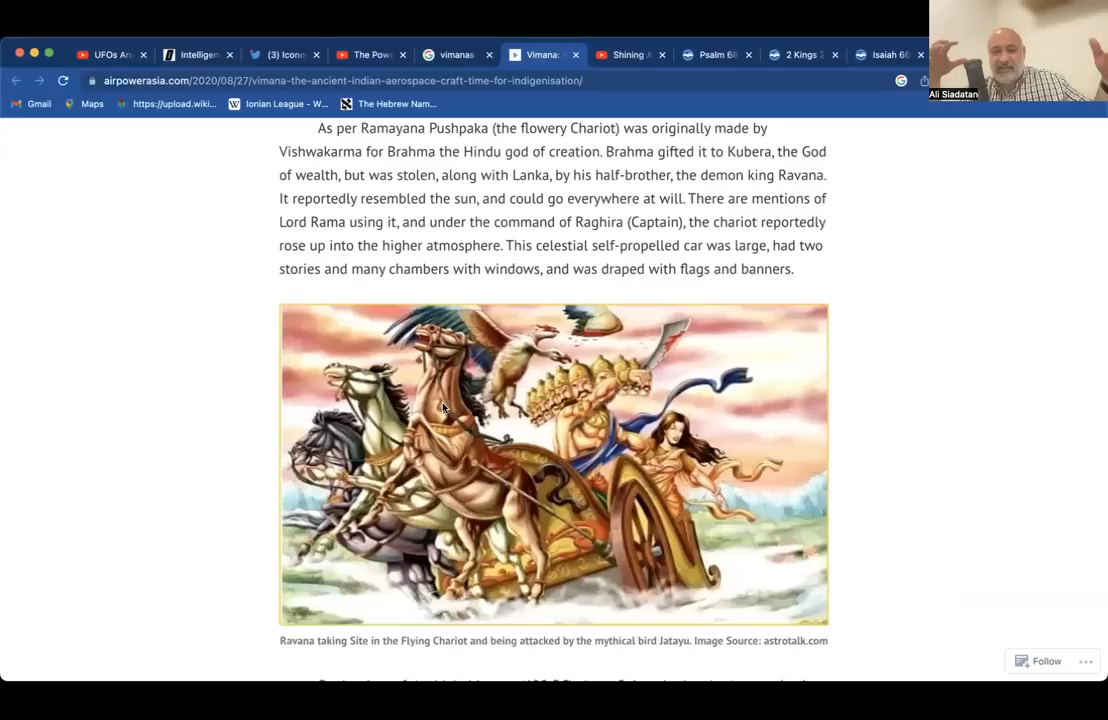 UFOs An
Intelligen
(3) Icono
The Pow
vimanas
Vimana:
Shining A
Psalm 68
2 Kings 2
Isaiah 66
airpowerasia.com/2020/08/27/vimana-the-ancient-indian-aerospace-craft-time-for-indigenisation/
Ali Siadatan
Gmail
Maps
https://upload.wiki...
Ionian League - W...
The Hebrew Nam...
As per Ramayana Pushpaka (the flowery Chariot) was originally made by
Vishwakarma for Brahma the Hindu god of creation. Brahma gifted it to Kubera, the God
of wealth, but was stolen, along with Lanka, by his half-brother, the demon king Ravana.
It reportedly resembled the sun, and could go everywhere at will. There are mentions of
Lord Rama using it, and under the command of Raghira (Captain), the chariot reportedly
rose up into the higher atmosphere. This celestial self-propelled car was large, had two
stories and many chambers with windows, and was draped with flags and banners.
Ravana taking Site in the Flying Chariot and being attacked by the mythical bird Jatayu. Image Source: astrotalk.com
Follow